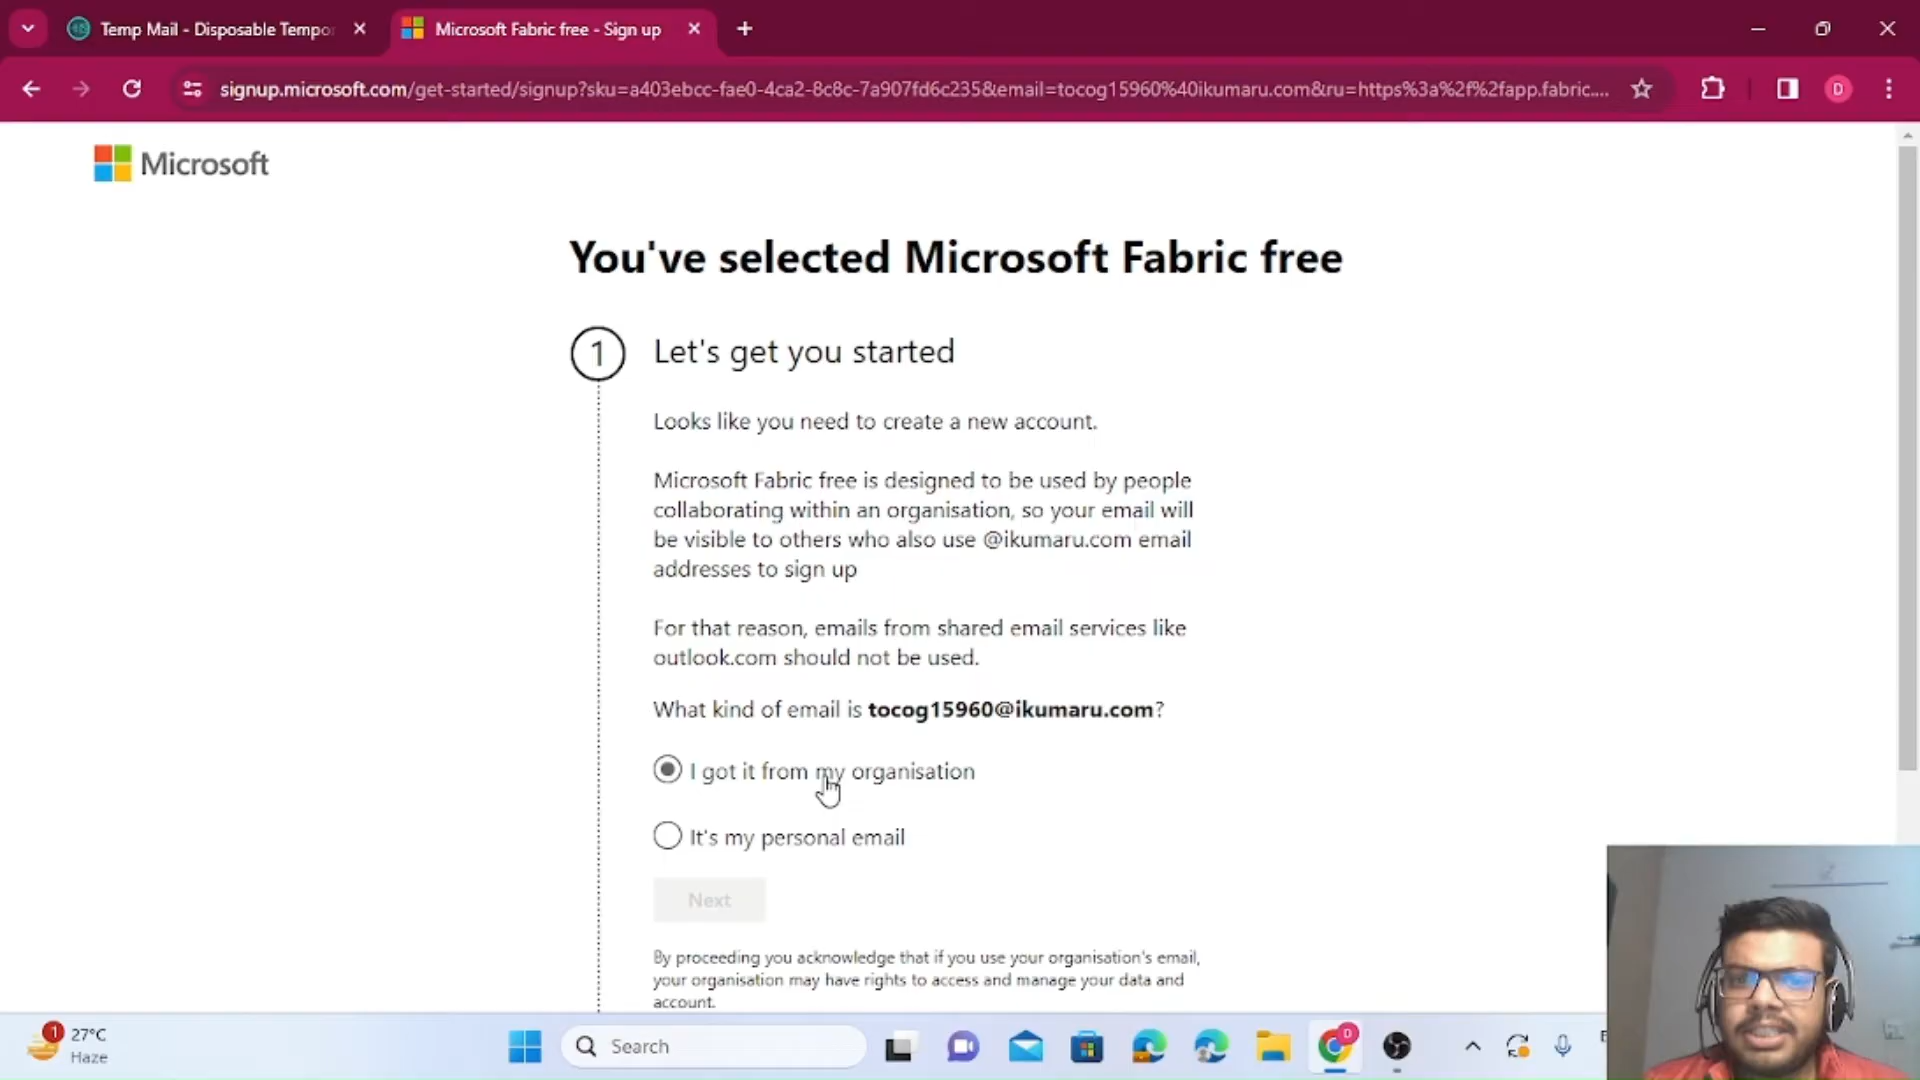 Temp Mail - Disposable Tempo
Microsoft Fabric free - Sign up
signup.microsoft.com/get-started/signup?sku=a403ebcc-fae0-4ca2-8c8c-7a907fd6c235&email=tocog15960%40ikumaru.com&ru=https%3a%2f%2fapp.fabric....
D
Microsoft
You've selected Microsoft Fabric free
1
Let's get you started
Looks like you need to create a new account.
Microsoft Fabric free is designed to be used by people
collaborating within an organisation, so your email will
be visible to others who also use @ikumaru.com email
addresses to sign up
For that reason, emails from shared email services like
outlook.com should not be used.
What kind of email is tocog15960@ikumaru.com?
I got it from my organisation
It's my personal email
Next
By proceeding you acknowledge that if you use your organisation's email,
your organisation may have rights to access and manage your data and
account.
1
27°C
Haze
Search
D